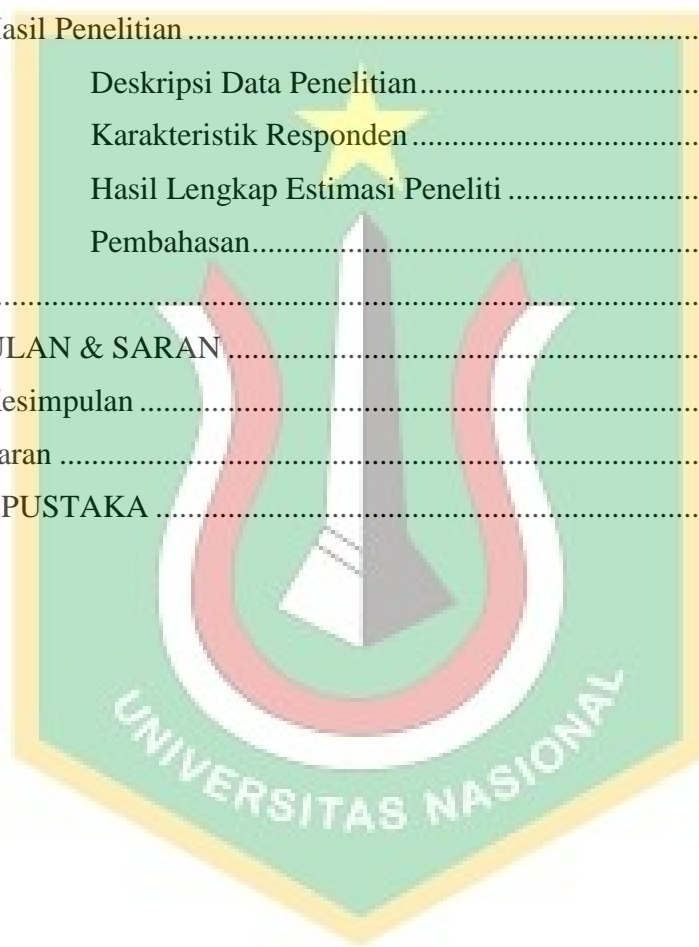 asil Penelitian ........................................................................
Deskripsi Data Penelitian...................................
Karakteristik Responden ....................................
Hasil Lengkap Estimasi Peneliti ........................
Pembahasan........................................................
........................................................................................
ULAN & SARAN ............................................................
esimpulan ......................................................................
aran ................................................................................
PUSTAKA ....................................................................
UNIVERSITAS NASIONAL